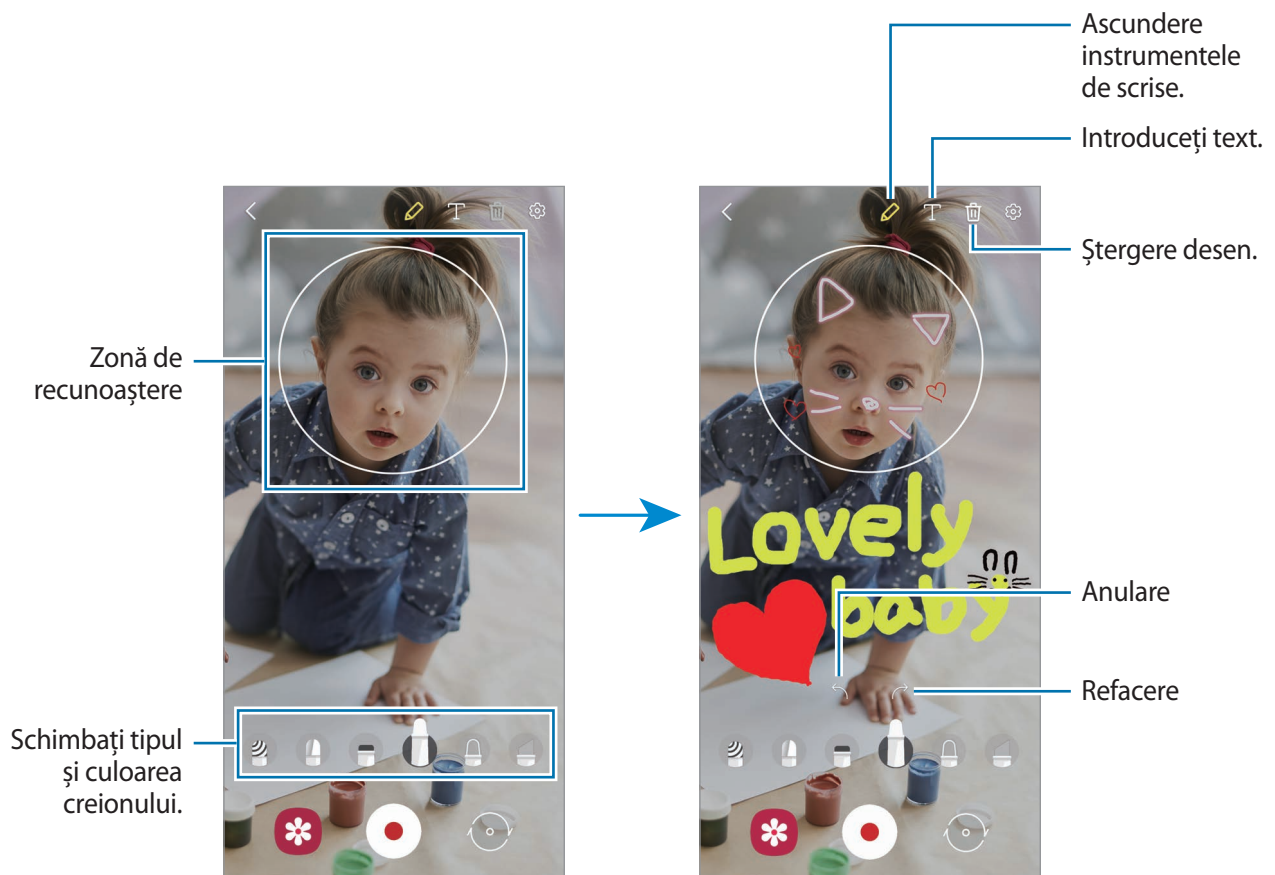 Ascundere
instrumentele
de scrise.
Introduceți text.
Ștergere desen.
Zonă de
recunoaștere
Lovely
baby
Anulare
Refacere
Schimbați tipul
și culoarea
creionului.